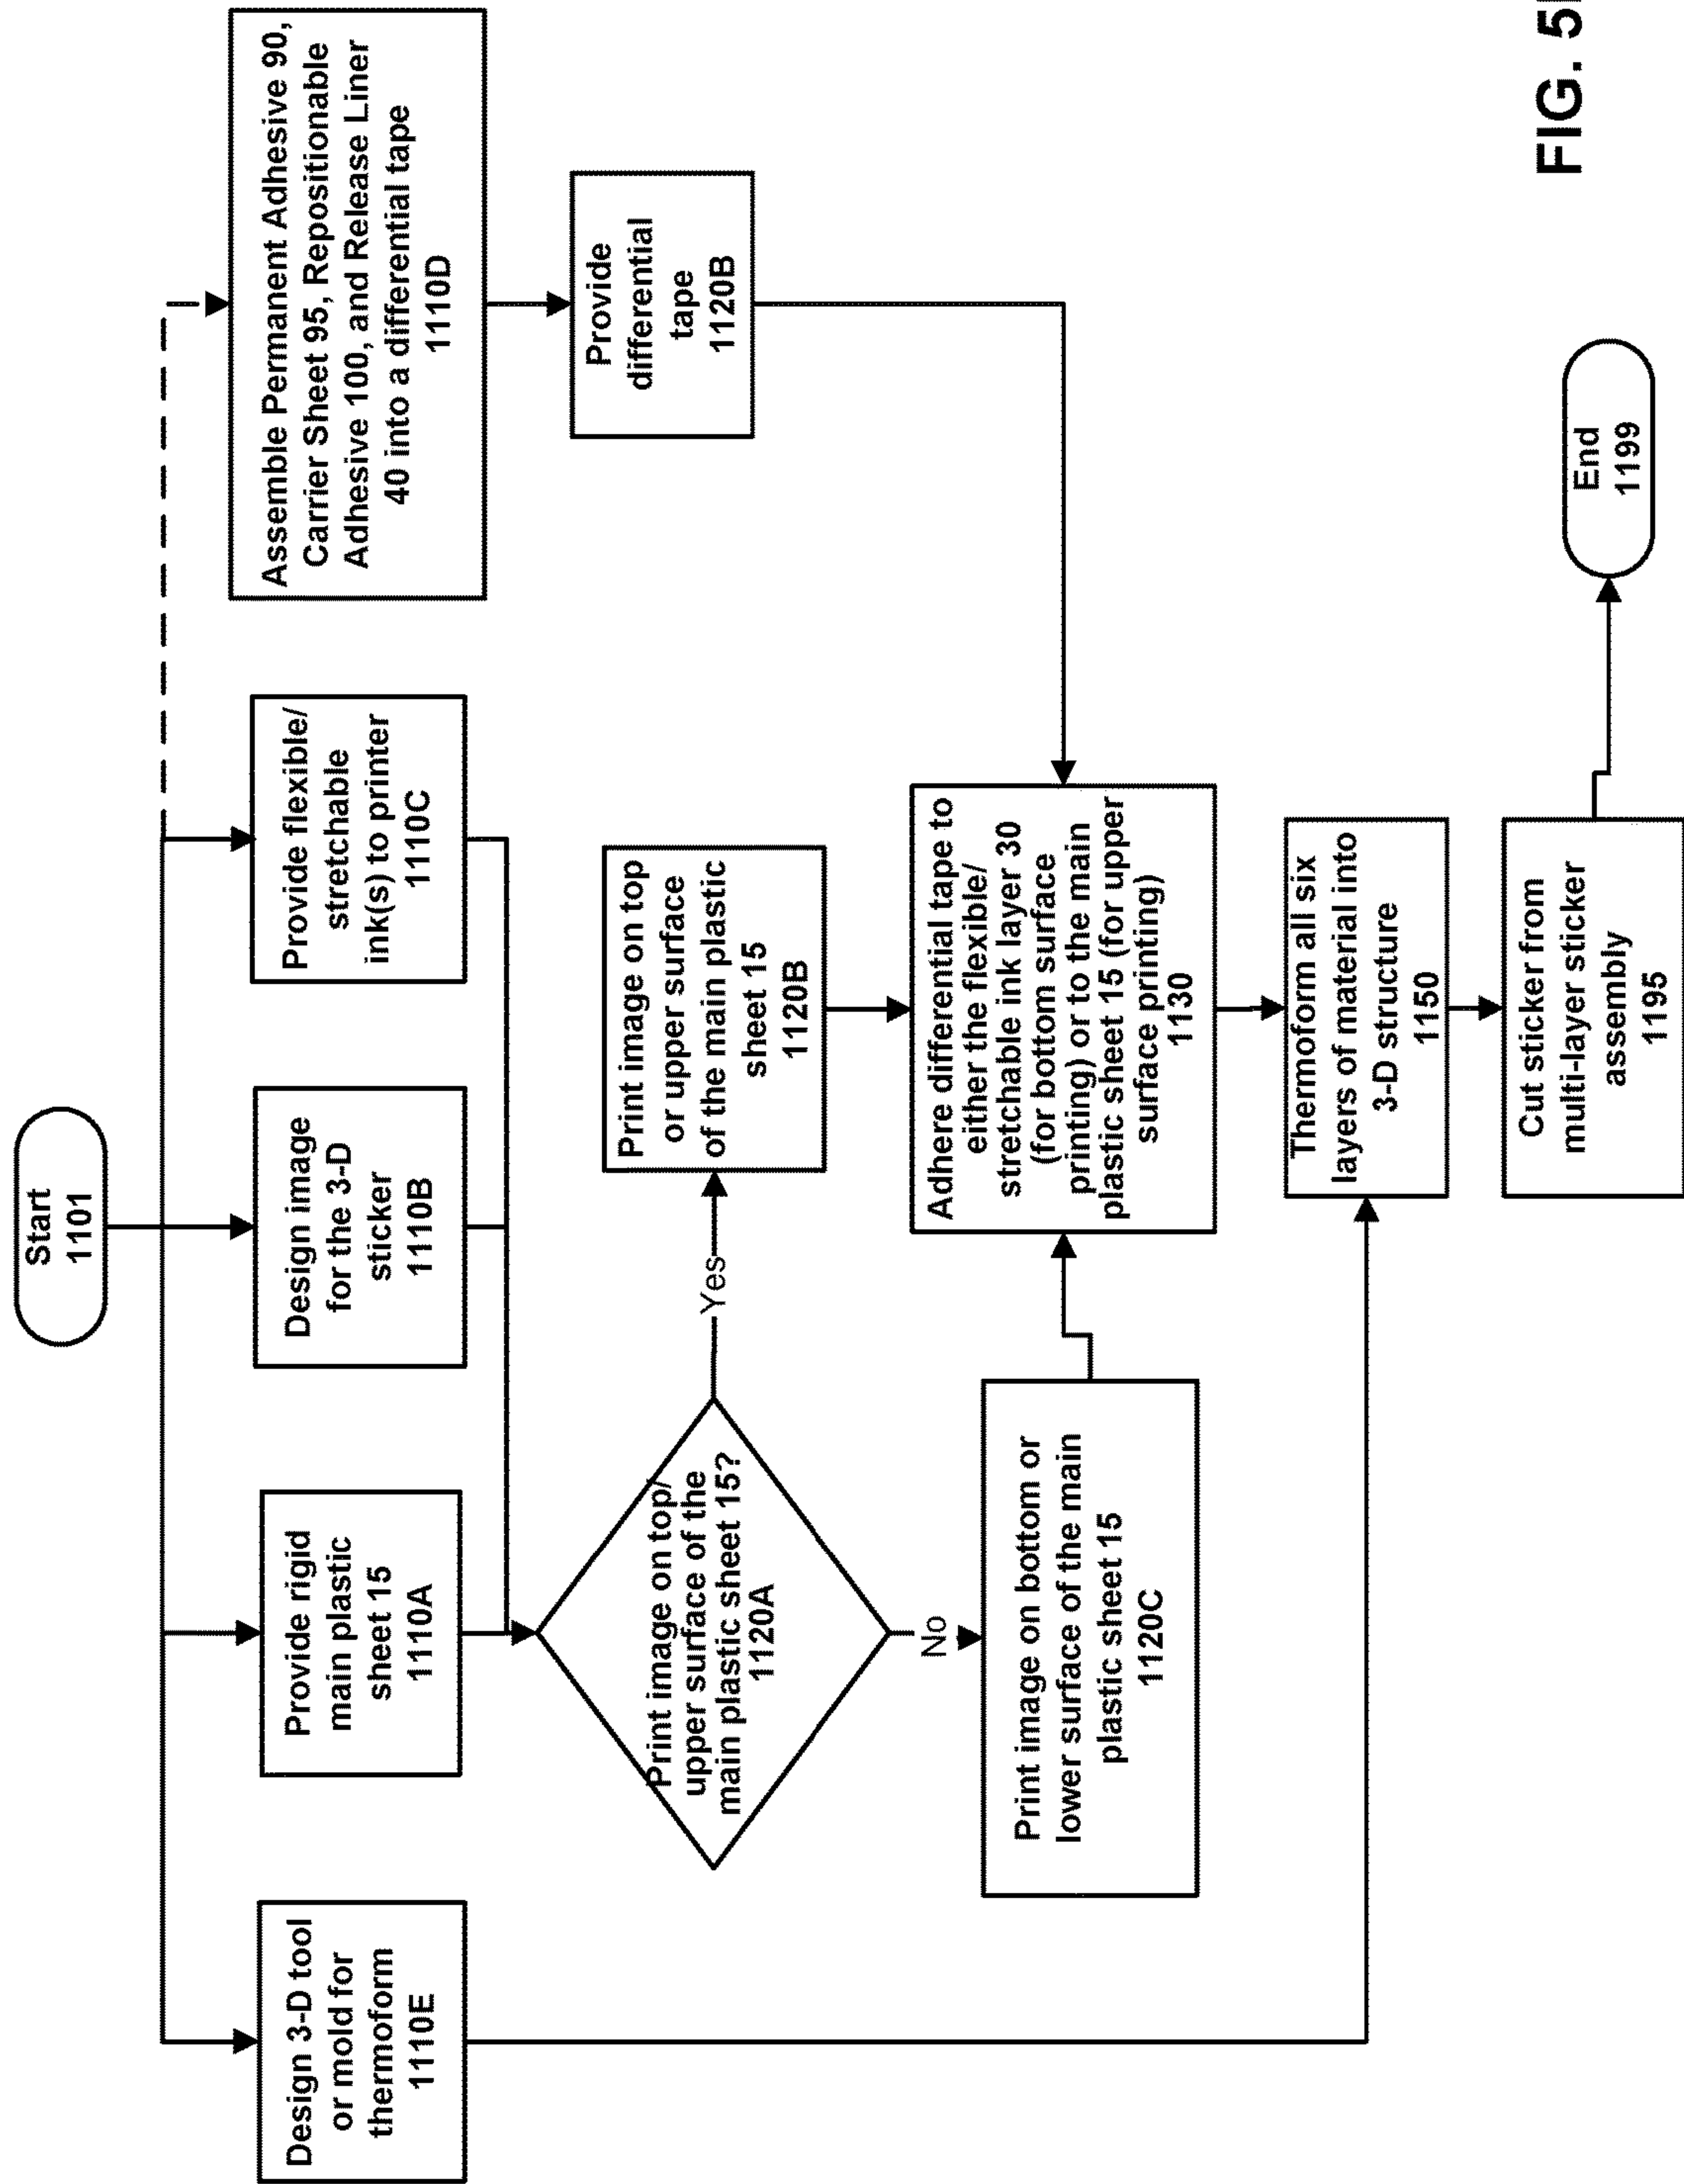 Start
1101
Design 3-D tool
or mold for
thermoform
1110E
Provide rigid
main plastic
sheet 15
1110A
Design image
for the 3-D
sticker
1110B
Provide flexible/
stretchable
ink(s) to printer
1110C
Assemble Permanent Adhesive 90,
Carrier Sheet 95, Repositionable
Adhesive 100, and Release Liner
40 into a differential tape
1110D
Print image on top/
upper surface of the
main plastic sheet 15?
1120A
Yes
No
Print image on top
or upper surface
of the main plastic
sheet 15
1120B
Provide
differential
tape
1120B
Print image on bottom or
lower surface of the main
plastic sheet 15
1120C
Adhere differential tape to
either the flexible/
stretchable ink layer 30
(for bottom surface
printing) or to the main
plastic sheet 15 (for upper
surface printing)
1130
Thermoform all six
layers of material into
3-D structure
1150
Cut sticker from
multi-layer sticker
assembly
1195
End
1199
FIG. 5